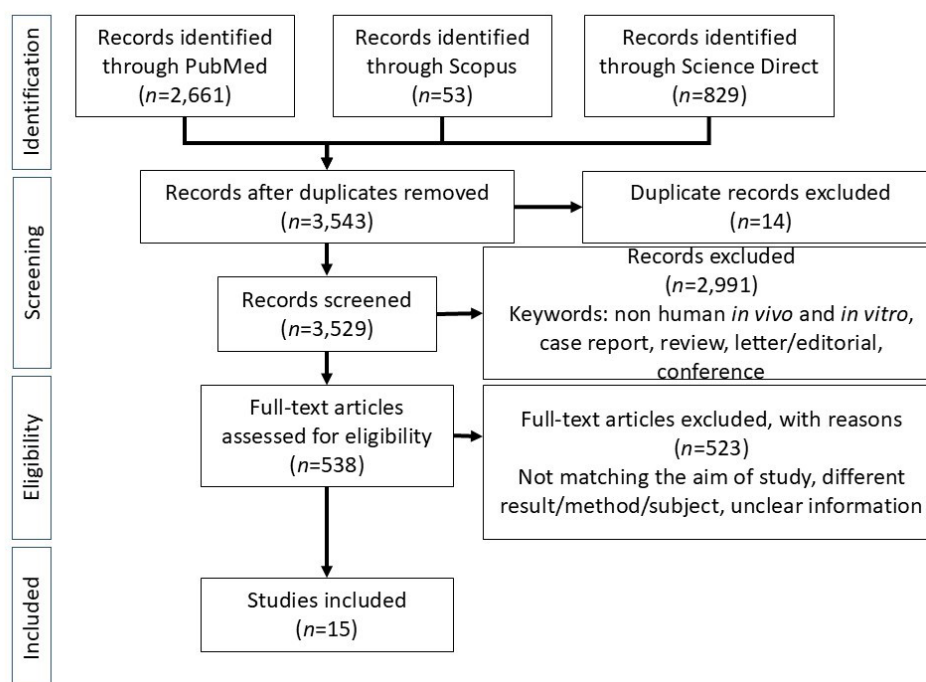 Identification
Records identified
through PubMed
(n=2,661)
Records identified
through Scopus
(n=53)
Records identified
through Science Direct
(n=829)
Screening
Records after duplicates removed
(n=3,543)
Duplicate records excluded
(n=14)
Records screened
(n=3,529)
Records excluded
(n=2,991)
Keywords: non human in vivo and in vitro,
case report, review, letter/editorial,
conference
Eligibility
Full-text articles
assessed for eligibility
(n=538)
Full-text articles excluded, with reasons
(n=523)
Not matching the aim of study, different
result/method/subject, unclear information
Included
Studies included
(n=15)